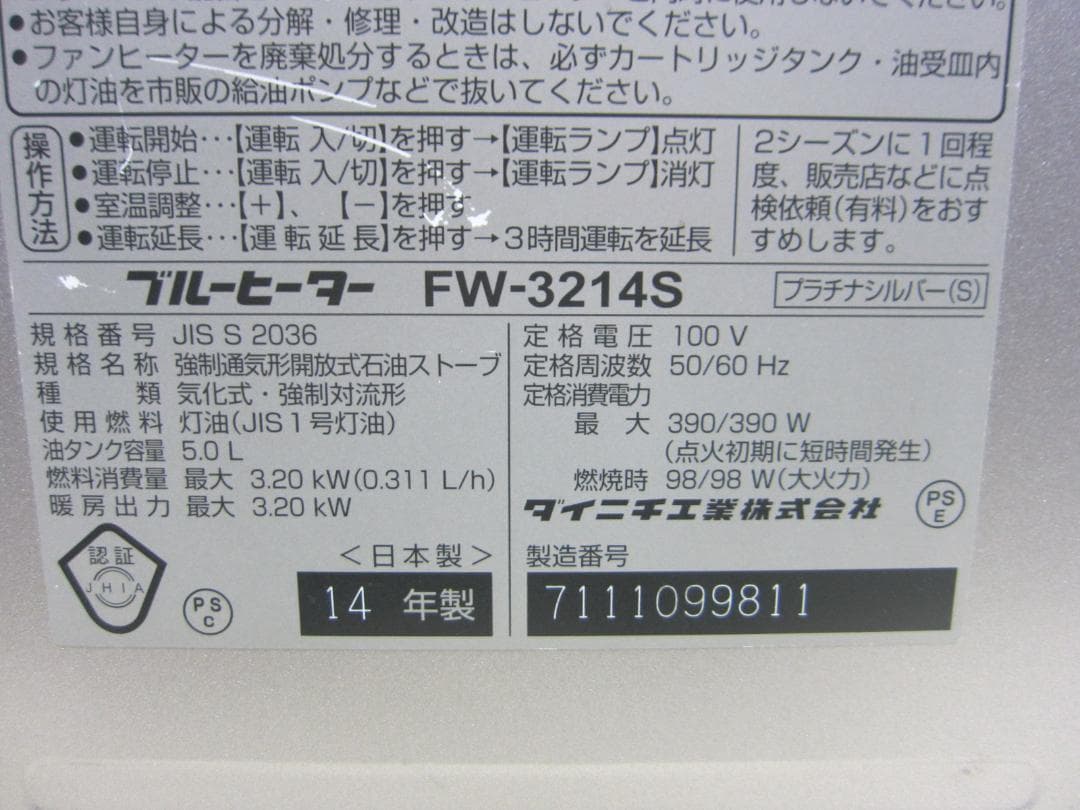 使用しないでください。
●お客様自身による分解・修理・改造はしないでください。
●ファンヒーターを廃棄処分するときは、必ずカートリッジタンク・油受皿内
の灯油を市販の給油ポンプなどで抜いてください。
操作方法
●運転開始…【運転 入/切】を押す→【運転ランプ】点灯
●運転停止…【運転 入/切】を押す→【運転ランプ】消灯
●室温調整…【+】、【−】を押す
●運転延長…【運転延長】を押す→3時間運転を延長
2シーズンに1回程
度、販売店などに点
検依頼(有料)をおす
すめします。
ブルーヒーター FW-3214S プラチナシルバー(S)
規格番号 JIS S 2036
規格名称 強制通気形開放式石油ストーブ
種類 気化式・強制対流形
使用燃料 灯油(JIS1号灯油)
油タンク容量 5.0 L
燃料消費量 最大 3.20 kW(0.311 L/h)
暖房出力 最大 3.20 kW
定格電圧 100 V
定格周波数 50/60 Hz
定格消費電力
最大 390/390 W
(点火初期に短時間発生)
燃焼時 98/98 W(大火力)
ダイニチ工業株式会社
PS
E
認証
JHIA
PS
C
<日本製>
14 年製
製造番号
7111099811